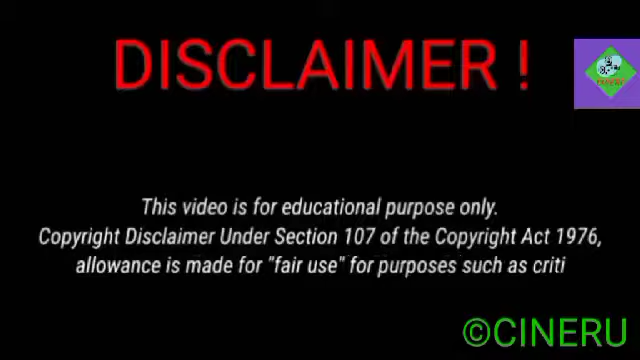 DISCLAIMER !
This video is for educational purpose only.
Copyright Disclaimer Under Section 107 of the Copyright Act 1976,
allowance is made for "fair use" for purposes such as criti
©CINERU